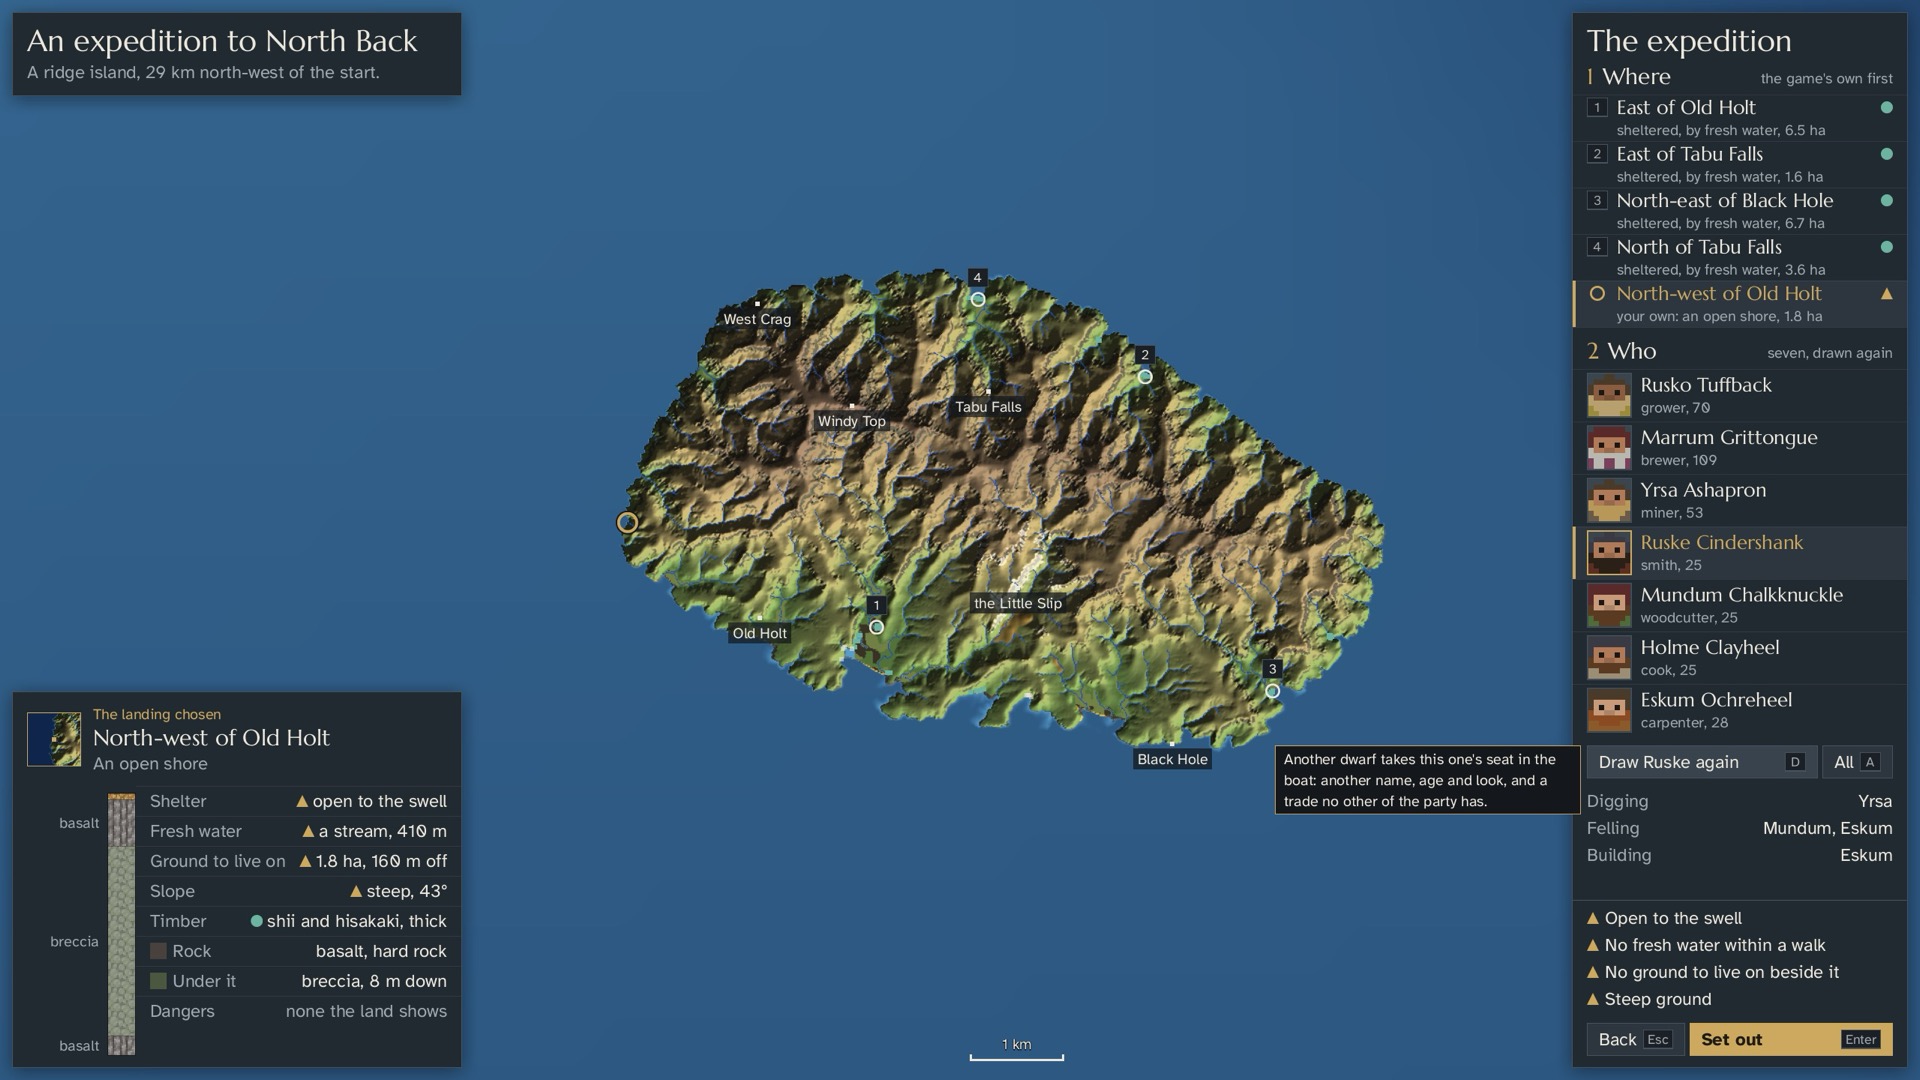 An expedition to North Back
A ridge island, 29 km north-west of the start.
West Crag
4
2
Windy Top
Tabu Falls
1
the Little Slip
Old Holt
3
Black Hole
1 km
The landing chosen
North-west of Old Holt
An open shore
basalt
breccia
basalt
Shelter open to the swell
Fresh water a stream, 410 m
Ground to live on 1.8 ha, 160 m off
Slope steep, 43°
Timber shii and hisakaki, thick
Rock basalt, hard rock
Under it breccia, 8 m down
Dangers none the land shows
The expedition
1 Where the game's own first
1 East of Old Holt
sheltered, by fresh water, 6.5 ha
2 East of Tabu Falls
sheltered, by fresh water, 1.6 ha
3 North-east of Black Hole
sheltered, by fresh water, 6.7 ha
4 North of Tabu Falls
sheltered, by fresh water, 3.6 ha
North-west of Old Holt
your own: an open shore, 1.8 ha
2 Who seven, drawn again
Rusko Tuffback
grower, 70
Marrum Grittongue
brewer, 109
Yrsa Ashapron
miner, 53
Ruske Cindershank
smith, 25
Mundum Chalkknuckle
woodcutter, 25
Holme Clayheel
cook, 25
Eskum Ochreheel
carpenter, 28
Draw Ruske again D All A
Another dwarf takes this one's seat in the
boat: another name, age and look, and a
trade no other of the party has.
Digging Yrsa
Felling Mundum, Eskum
Building Eskum
Open to the swell
No fresh water within a walk
No ground to live on beside it
Steep ground
Back Esc Set out Enter